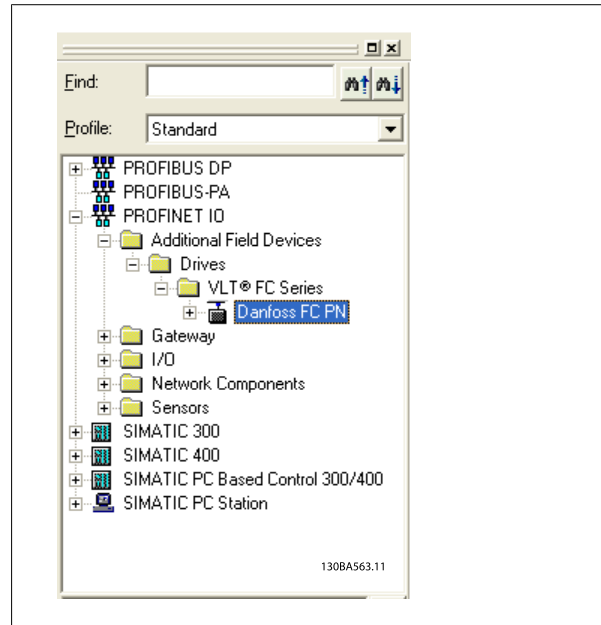 Find:
Profile: Standard
PROFIBUS DP
PROFIBUS-PA
PROFINET IO
Additional Field Devices
Drives
VLT® FC Series
Danfoss FC PN
Gateway
I/O
Network Components
Sensors
SIMATIC 300
SIMATIC 400
SIMATIC PC Based Control 300/400
SIMATIC PC Station
130BA563.11